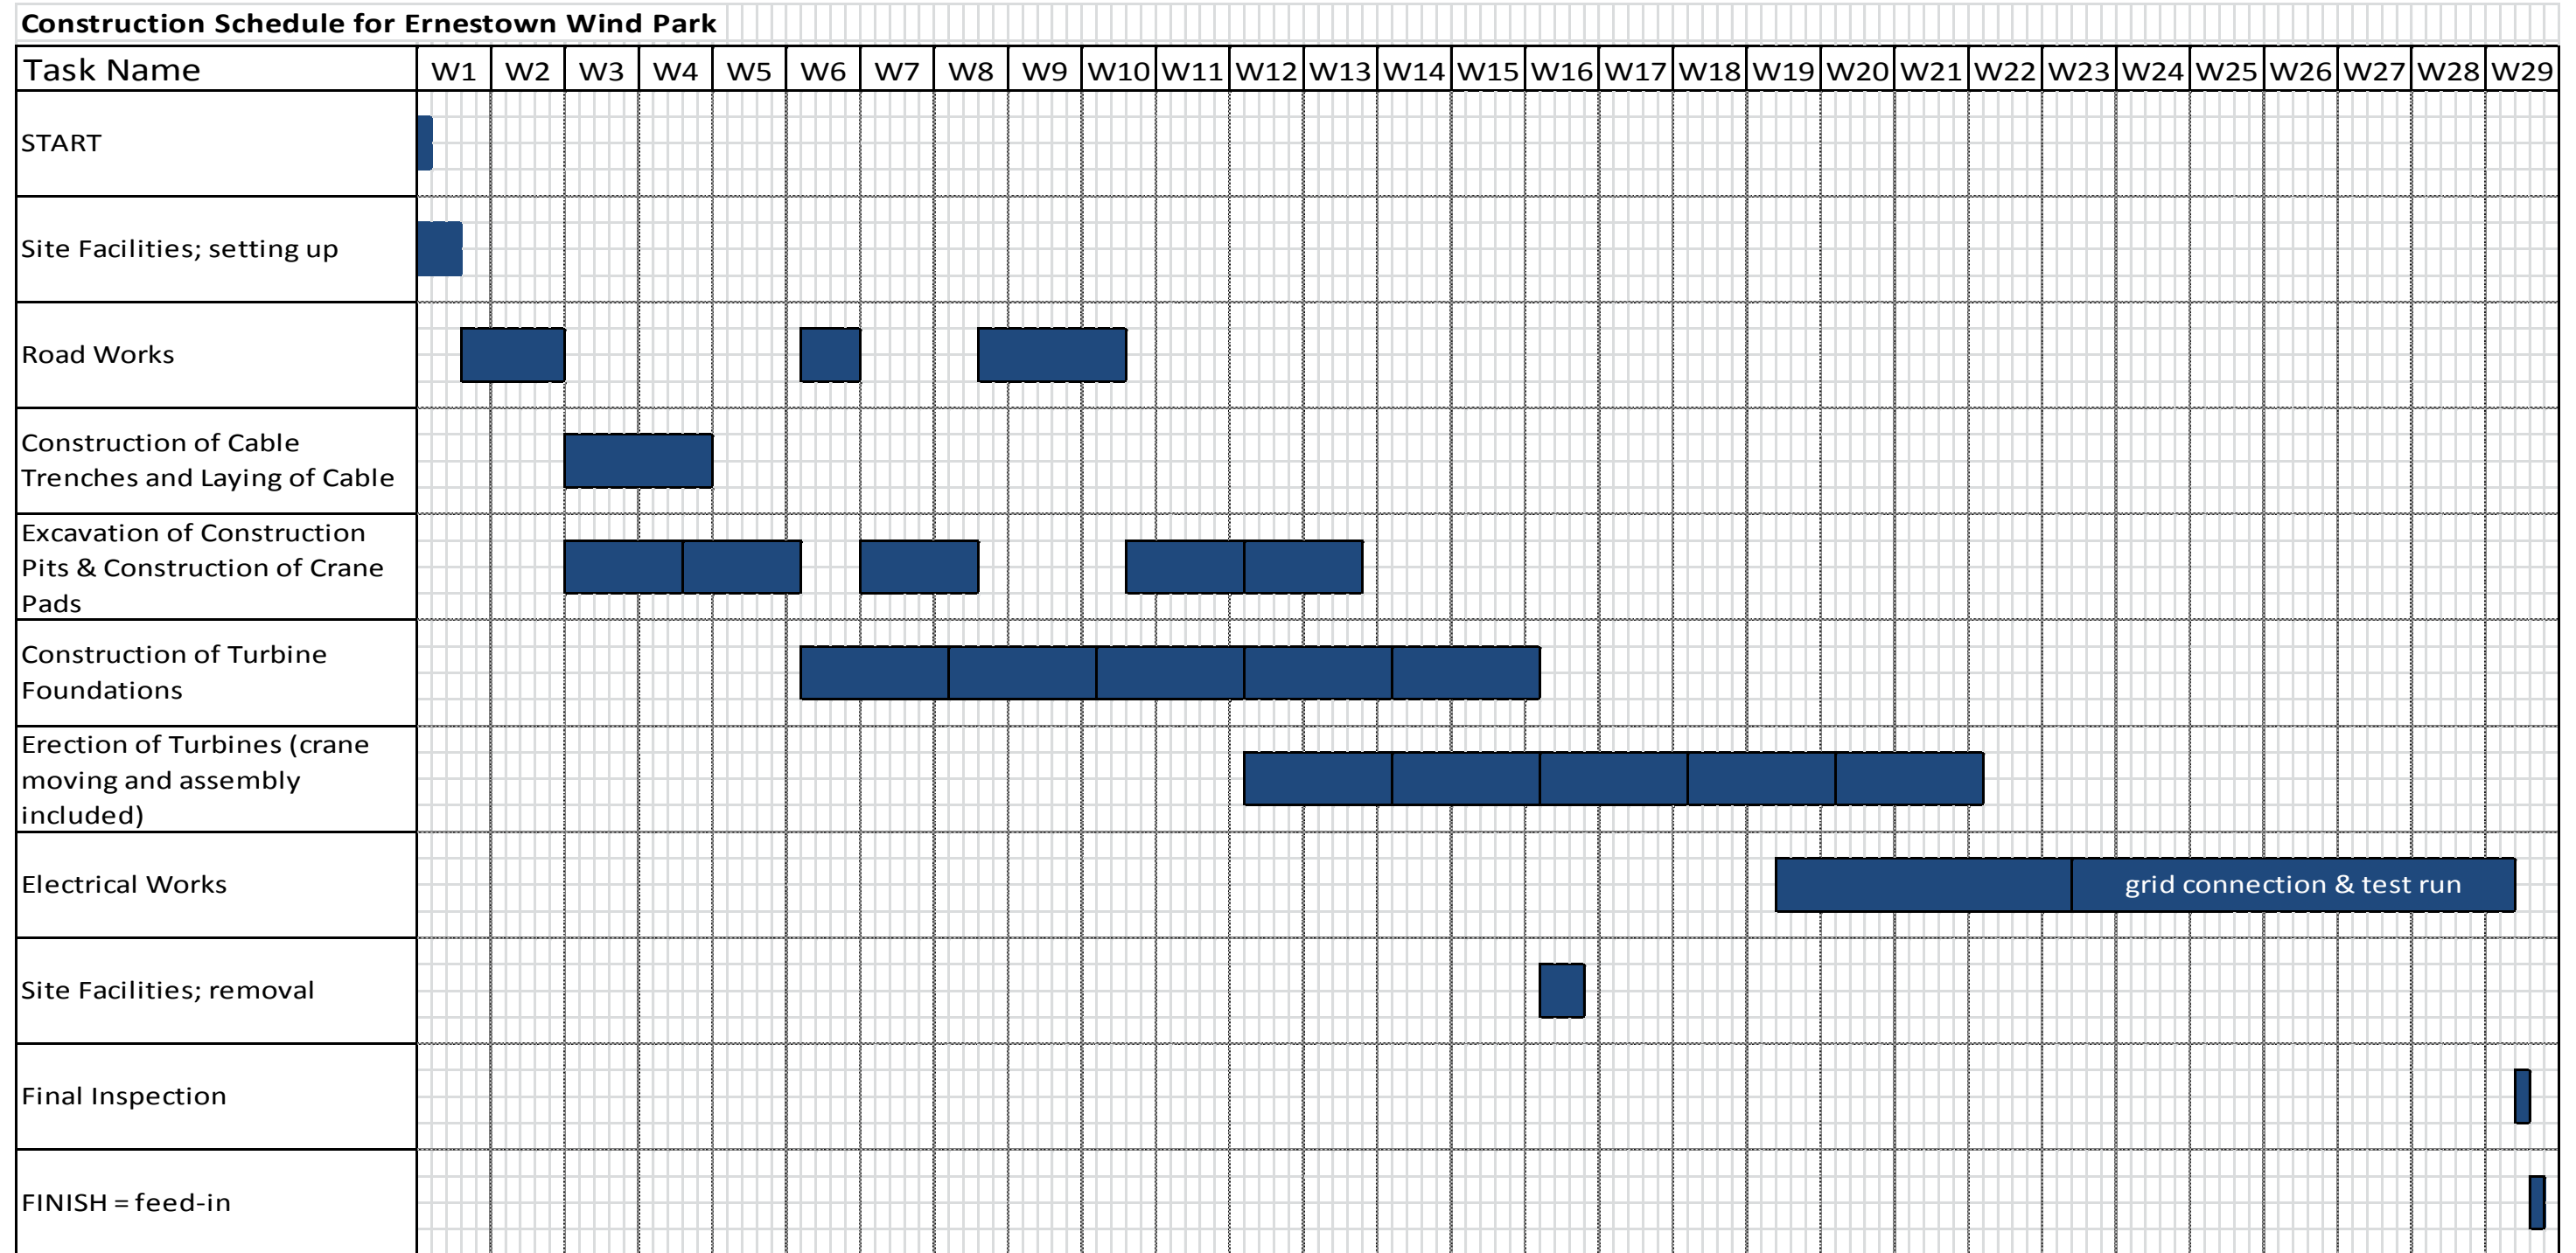 Construction Schedule for Ernestown Wind Park
Task Name W1 W2 W3 W4 W5 W6 W7 W8 W9 W10 W11 W12 W13 W14 W15 W16 W17 W18 W19 W20 W21 W22 W23 W24 W25 W26 W27 W28 W29
START
Site Facilities; setting up
Road Works
Construction of Cable
Trenches and Laying of Cable
Excavation of Construction
Pits & Construction of Crane
Pads
Construction of Turbine
Foundations
Erection of Turbines (crane
moving and assembly
included)
Electrical Works grid connection & test run
Site Facilities; removal
Final Inspection
FINISH = feed-in